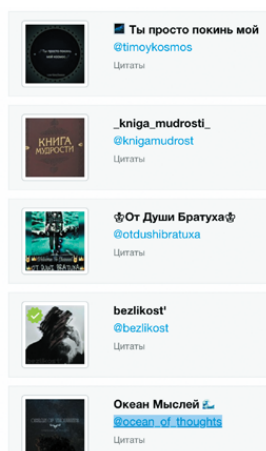 Ты просто покинь мой
@timoykosmos
Цитаты
КНИГА
МУДРОСТИ
_kniga_mudrosti_
@knigamudrost
Цитаты
♔От Души Братуха♔
@otdushibratuxa
Цитаты
bezlikost'
@bezlikost
Цитаты
Океан Мыслей
@ocean_of_thoughts
Цитаты